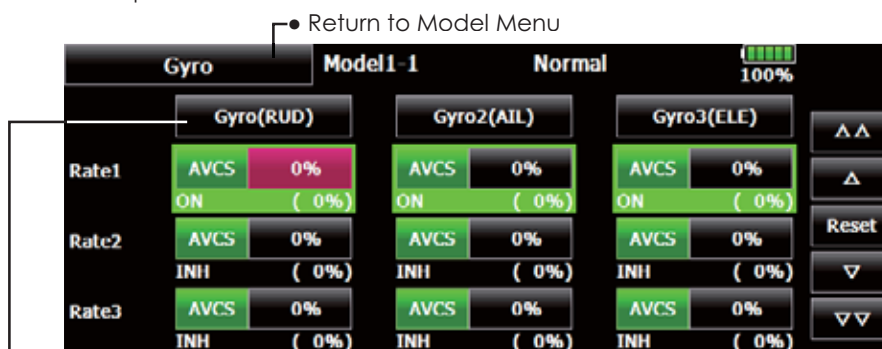 Return to Model Menu
Gyro Model1-1 Normal 100%
Gyro(RUD) Gyro2(AIL) Gyro3(ELE)
Rate1 AVCS 0% AVCS 0% AVCS 0%
ON ( 0%) ON ( 0%) ON ( 0%)
Reset
Rate2 AVCS 0% AVCS 0% AVCS 0%
INH ( 0%) INH ( 0%) INH ( 0%)
Rate3 AVCS 0% AVCS 0% AVCS 0%
INH ( 0%) INH ( 0%) INH ( 0%)